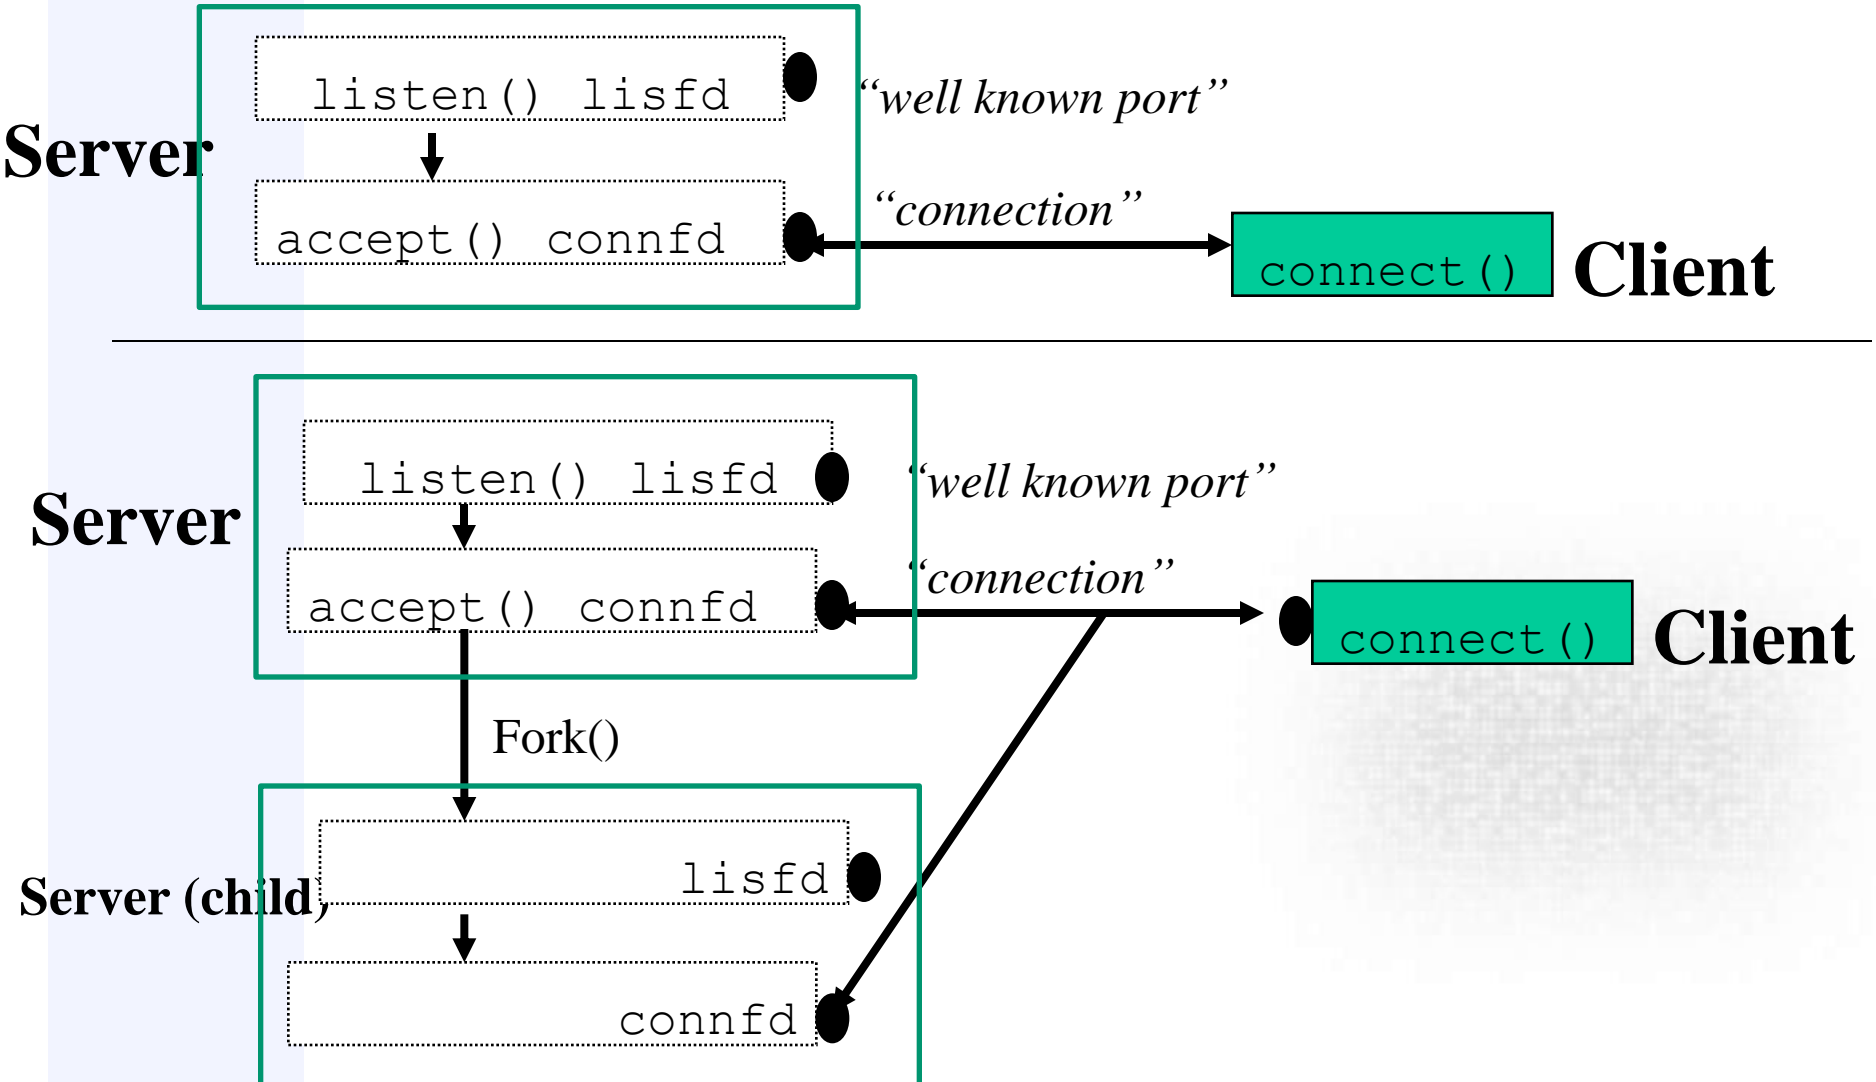 listen() lisfd
“well known port”
Server
“connection”
accept() connfd
connect()
Client
listen() lisfd
“well known port”
Server
“connection”
accept() connfd
connect()
Client
Fork()
lisfd
Server (child)
connfd